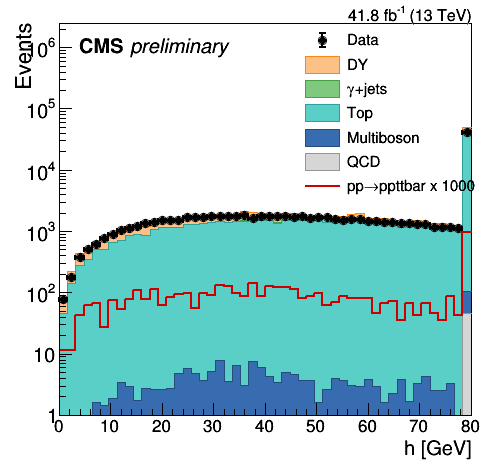 41.8 fb⁻¹ (13 TeV)
CMS preliminary
Data
DY
γ+jets
Top
Multiboson
QCD
pp→ppttbar x 1000
Events
10⁶
10⁵
10⁴
10³
10²
10
1
0 10 20 30 40 50 60 70 80
h [GeV]